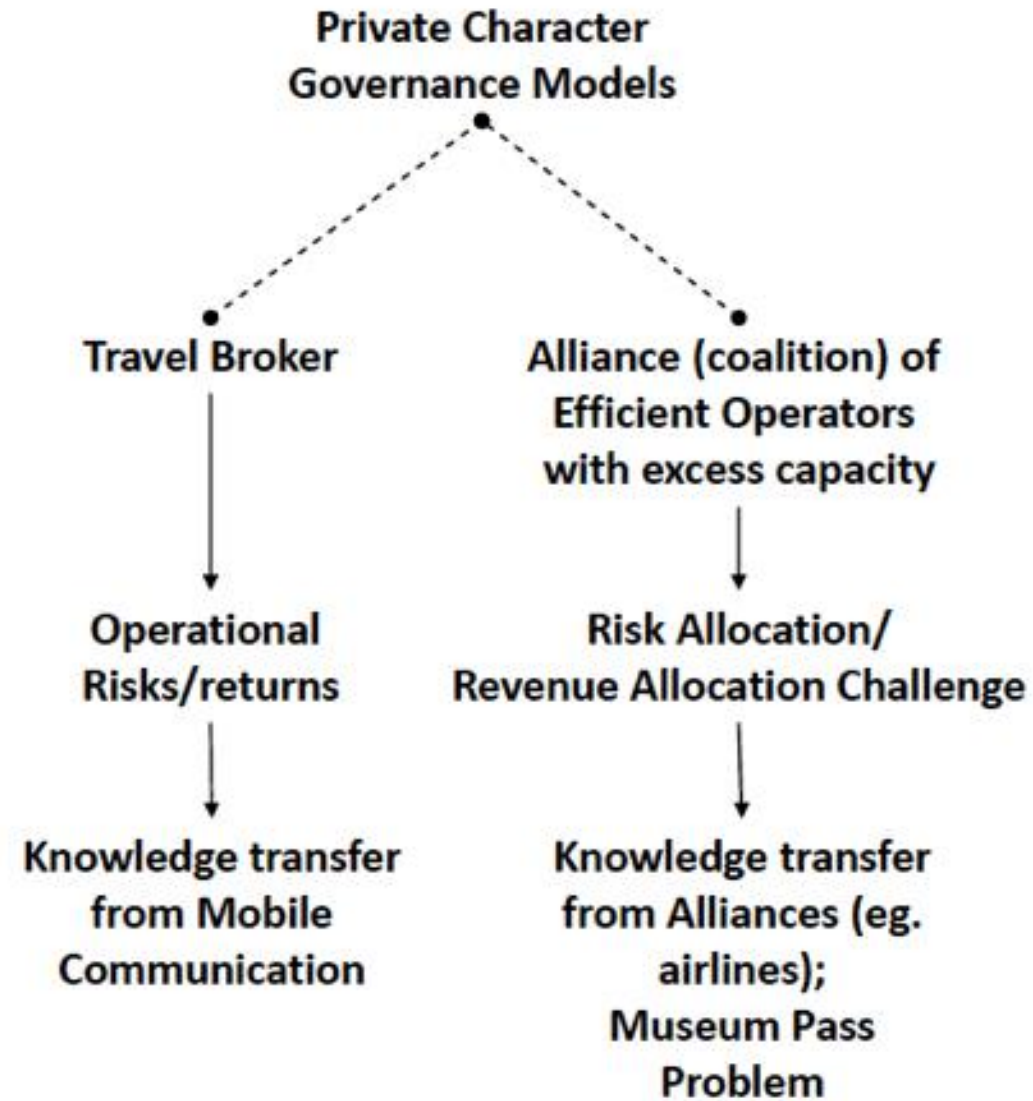 Private Character
Governance Models
Travel Broker
Alliance (coalition) of
Efficient Operators
with excess capacity
Operational
Risks/returns
Risk Allocation/
Revenue Allocation Challenge
Knowledge transfer
from Mobile
Communication
Knowledge transfer
from Alliances (eg.
airlines);
Museum Pass
Problem